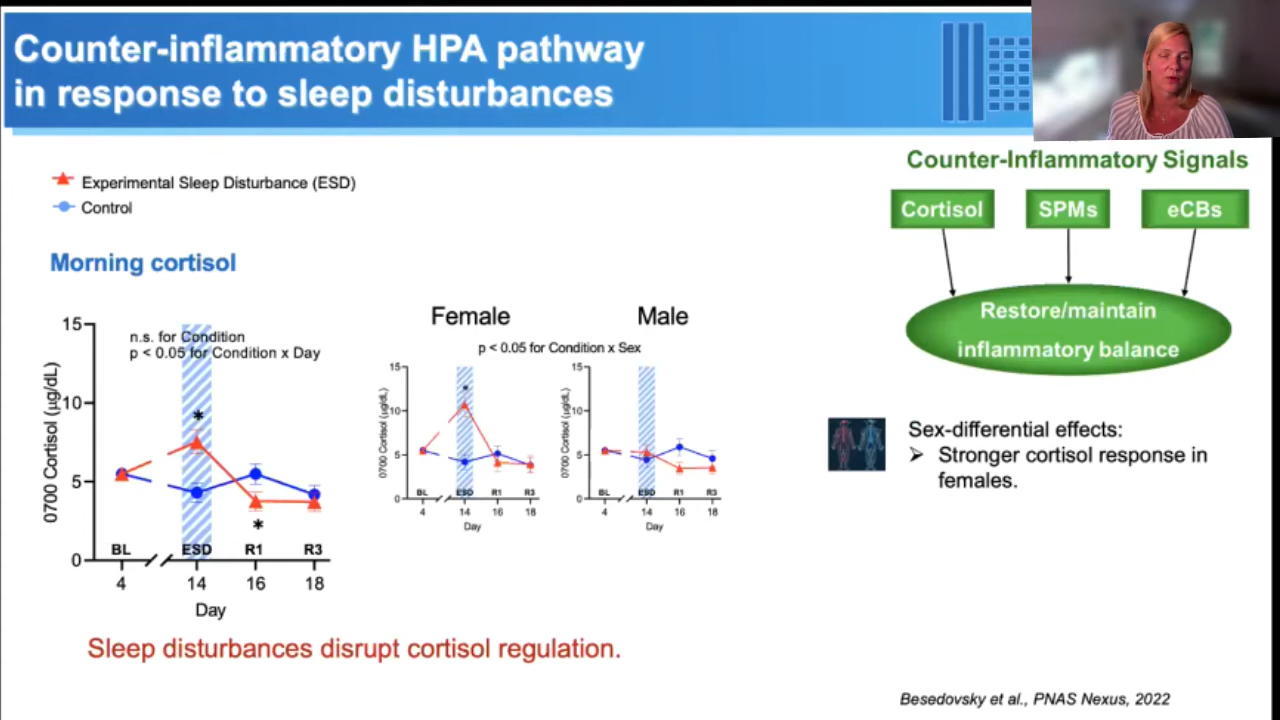 Counter-inflammatory HPA pathway
in response to sleep disturbances
Experimental Sleep Disturbance (ESD)
Control
Morning cortisol
15
10
5
0
0700 Cortisol (µg/dL)
n.s. for Condition
p < 0.05 for Condition x Day
*
*
BL
ESD
R1
R3
4
14
16
18
Day
Female
Male
p < 0.05 for Condition x Sex
15
10
5
0
0700 Cortisol (µg/dL)
*
BL
ESD
R1
R3
4
14
16
18
Day
15
10
5
0
0700 Cortisol (µg/dL)
BL
ESD
R1
R3
4
14
16
18
Day
Sleep disturbances disrupt cortisol regulation.
Counter-Inflammatory Signals
Cortisol
SPMs
eCBs
Restore/maintain
inflammatory balance
Sex-differential effects:
➢ Stronger cortisol response in
females.
Besedovsky et al., PNAS Nexus, 2022